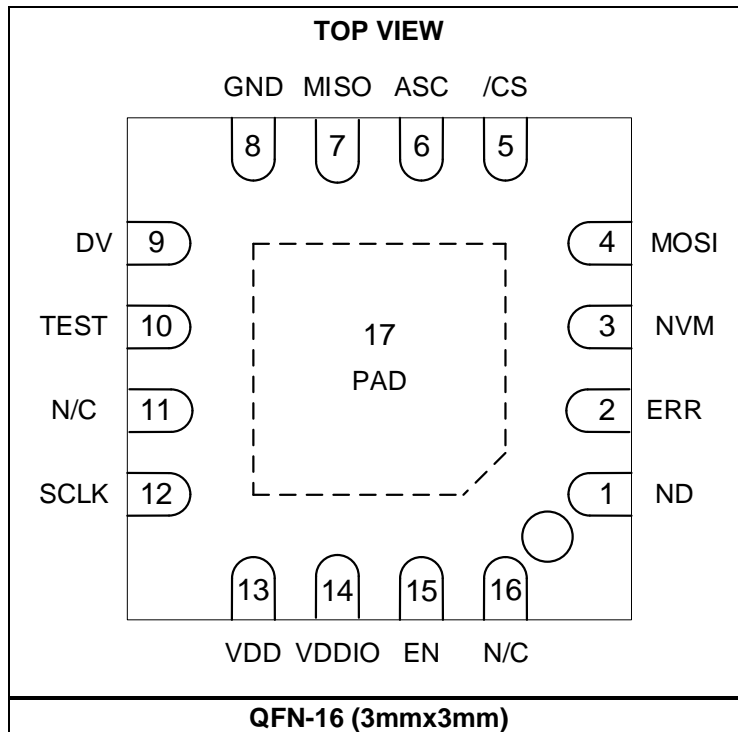 TOP VIEW
GND MISO ASC /CS
8 7 6 5
DV 9 4 MOSI
TEST 10 17 3 NVM
PAD
N/C 11 2 ERR
SCLK 12 1 ND
13 14 15 16
VDD VDDIO EN N/C
QFN-16 (3mmx3mm)